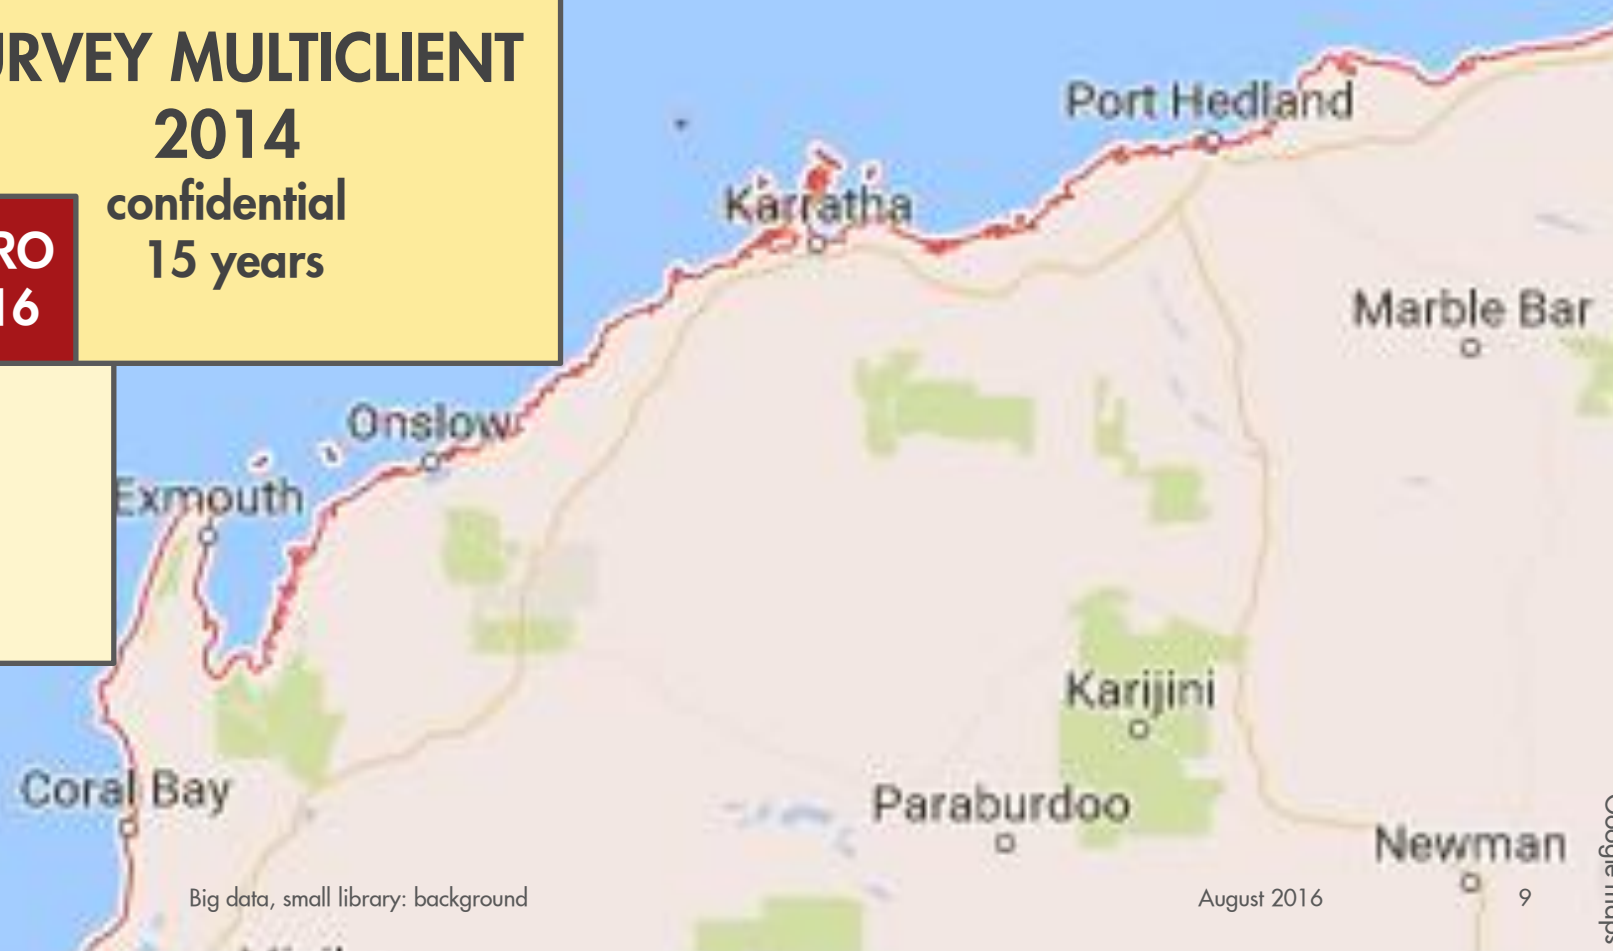 URVEY MULTICLIENT
2014
confidential
15 years
RO
16
Port Hedland
Karratha
Marble Bar
Onslow
Exmouth
Karijini
Coral Bay
Paraburdoo
Newman
Big data, small library: background
August 2016
9
Google maps